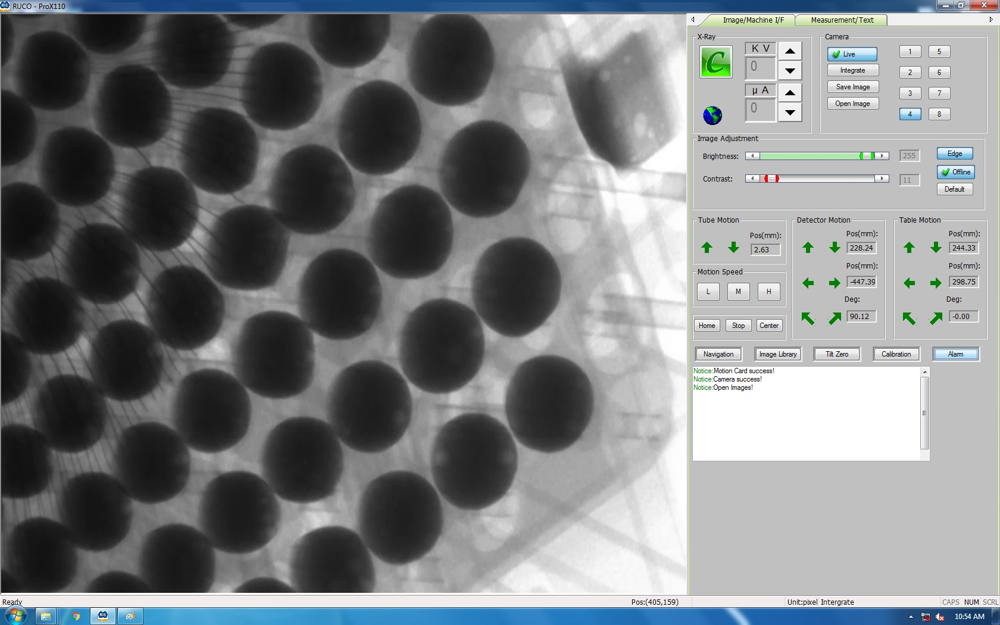 RUCO - ProX110
Image/Machine I/F
Measurement/Text
X-Ray
K V
0
µ A
0
Camera
Live
Integrate
Save Image
Open Image
1
5
2
6
3
7
4
8
Image Adjustment
Brightness:
255
Contrast:
11
Edge
Offline
Default
Tube Motion
Pos(mm):
2.63
Motion Speed
L
M
H
Home
Stop
Center
Detector Motion
Pos(mm):
228.24
Pos(mm):
-447.39
Deg:
90.12
Table Motion
Pos(mm):
244.33
Pos(mm):
298.75
Deg:
-0.00
Navigation
Image Library
Tilt Zero
Calibration
Alarm
Notice:Motion Card success!
Notice:Camera success!
Notice:Open Images!
Ready
Pos:(405,159)
Unit:pixel
Intergrate
CAPS
NUM
SCRL
10:54 AM